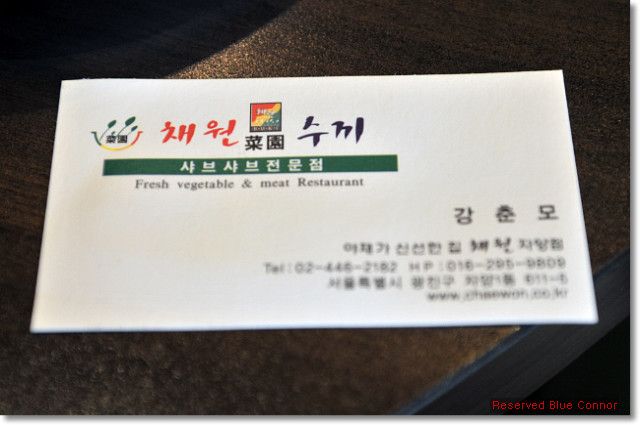 菜園 채원 菜園 수끼
샤브샤브전문점
Fresh vegetable & meat Restaurant
강 춘 모
야채가 신선한 집 채원 자양점
Tel : 02-446-2182 HP : 016-295-9809
서울특별시 광진구 자양1동 611-5
www.chaewon.co.kr
Reserved Blue Connor